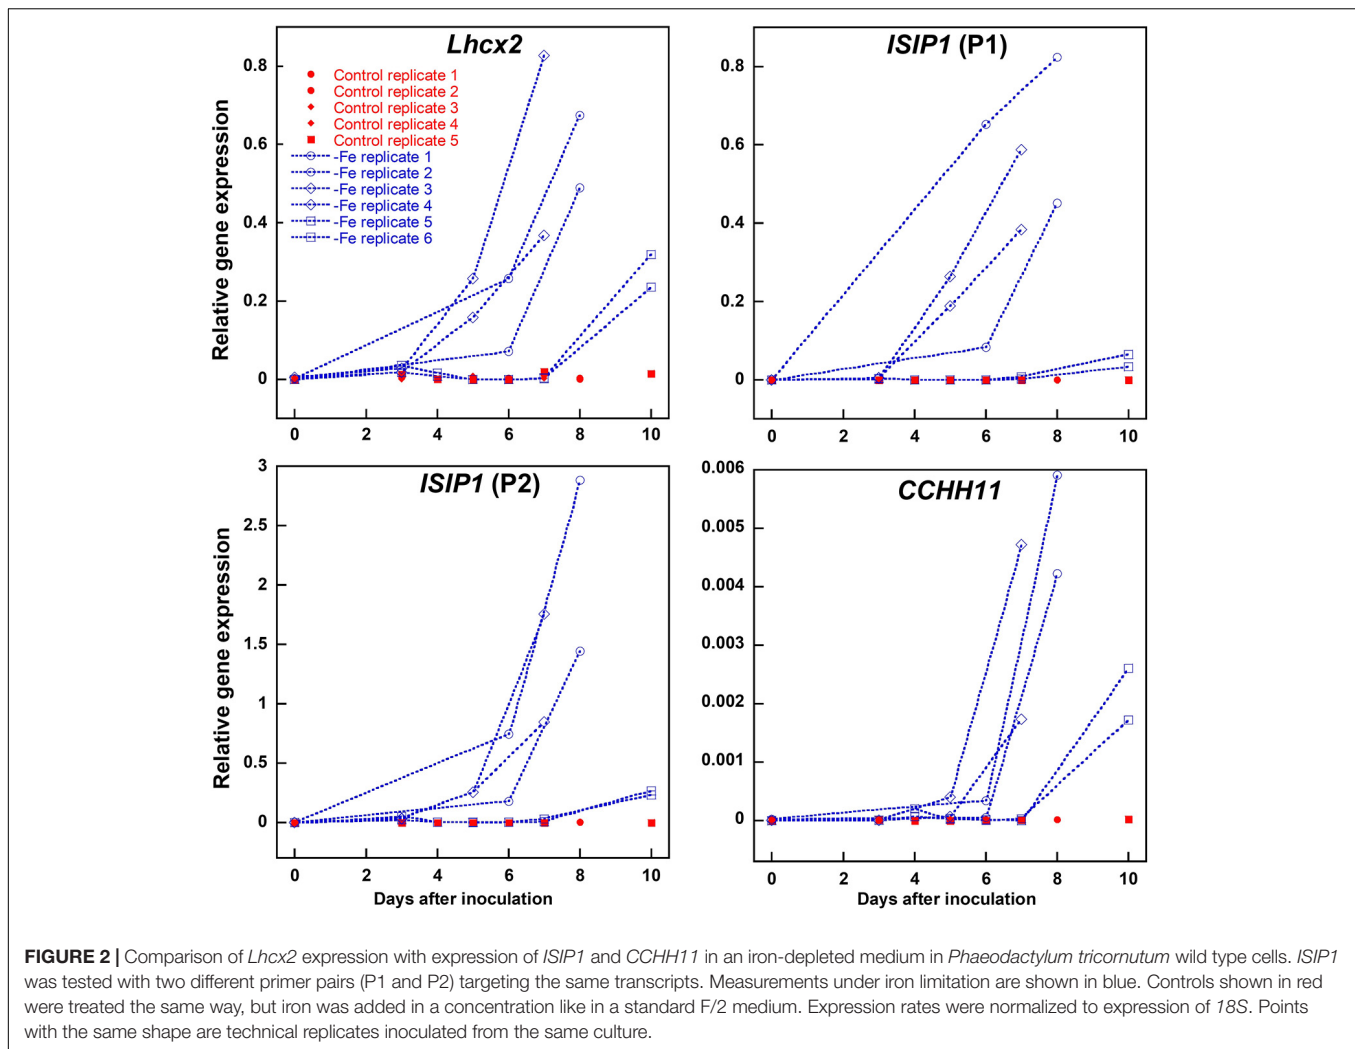 Lhcx2
ISIP1 (P1)
Relative gene expression
0.8
0.6
0.4
0.2
0
Control replicate 1
Control replicate 2
Control replicate 3
Control replicate 4
Control replicate 5
-Fe replicate 1
-Fe replicate 2
-Fe replicate 3
-Fe replicate 4
-Fe replicate 5
-Fe replicate 6
0 2 4 6 8 10
0.8
0.6
0.4
0.2
0
0 2 4 6 8 10
ISIP1 (P2)
CCHH11
Relative gene expression
3
2.5
2
1.5
1
0.5
0
0 2 4 6 8 10
Days after inoculation
0.006
0.005
0.004
0.003
0.002
0.001
0
0 2 4 6 8 10
Days after inoculation
FIGURE 2 | Comparison of Lhcx2 expression with expression of ISIP1 and CCHH11 in an iron-depleted medium in Phaeodactylum tricornutum wild type cells. ISIP1
was tested with two different primer pairs (P1 and P2) targeting the same transcripts. Measurements under iron limitation are shown in blue. Controls shown in red
were treated the same way, but iron was added in a concentration like in a standard F/2 medium. Expression rates were normalized to expression of 18S. Points
with the same shape are technical replicates inoculated from the same culture.